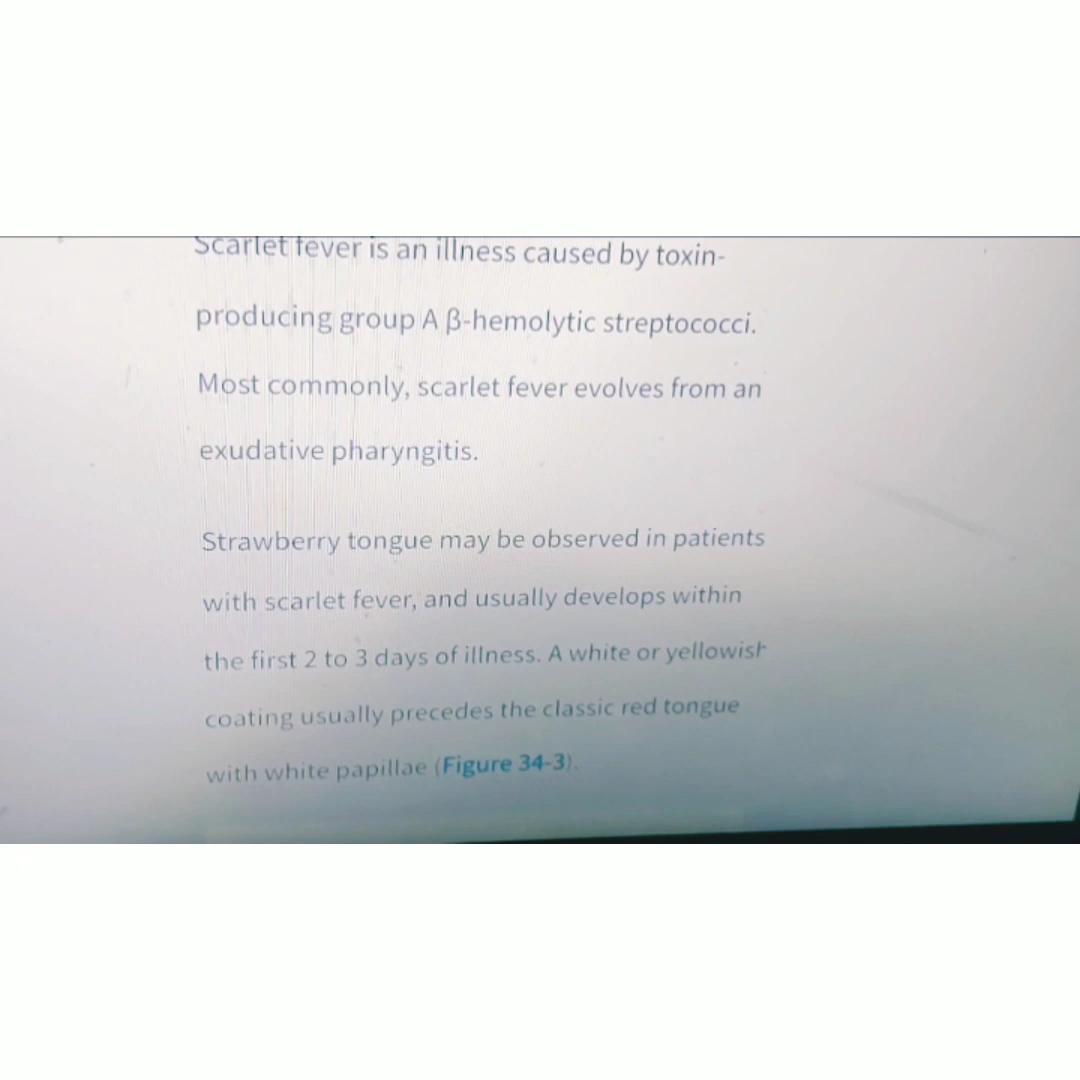 Scarlet fever is an illness caused by toxin-
producing group A β-hemolytic streptococci.
Most commonly, scarlet fever evolves from an
exudative pharyngitis.
Strawberry tongue may be observed in patients
with scarlet fever, and usually develops within
the first 2 to 3 days of illness. A white or yellowish
coating usually precedes the classic red tongue
with white papillae (Figure 34-3).